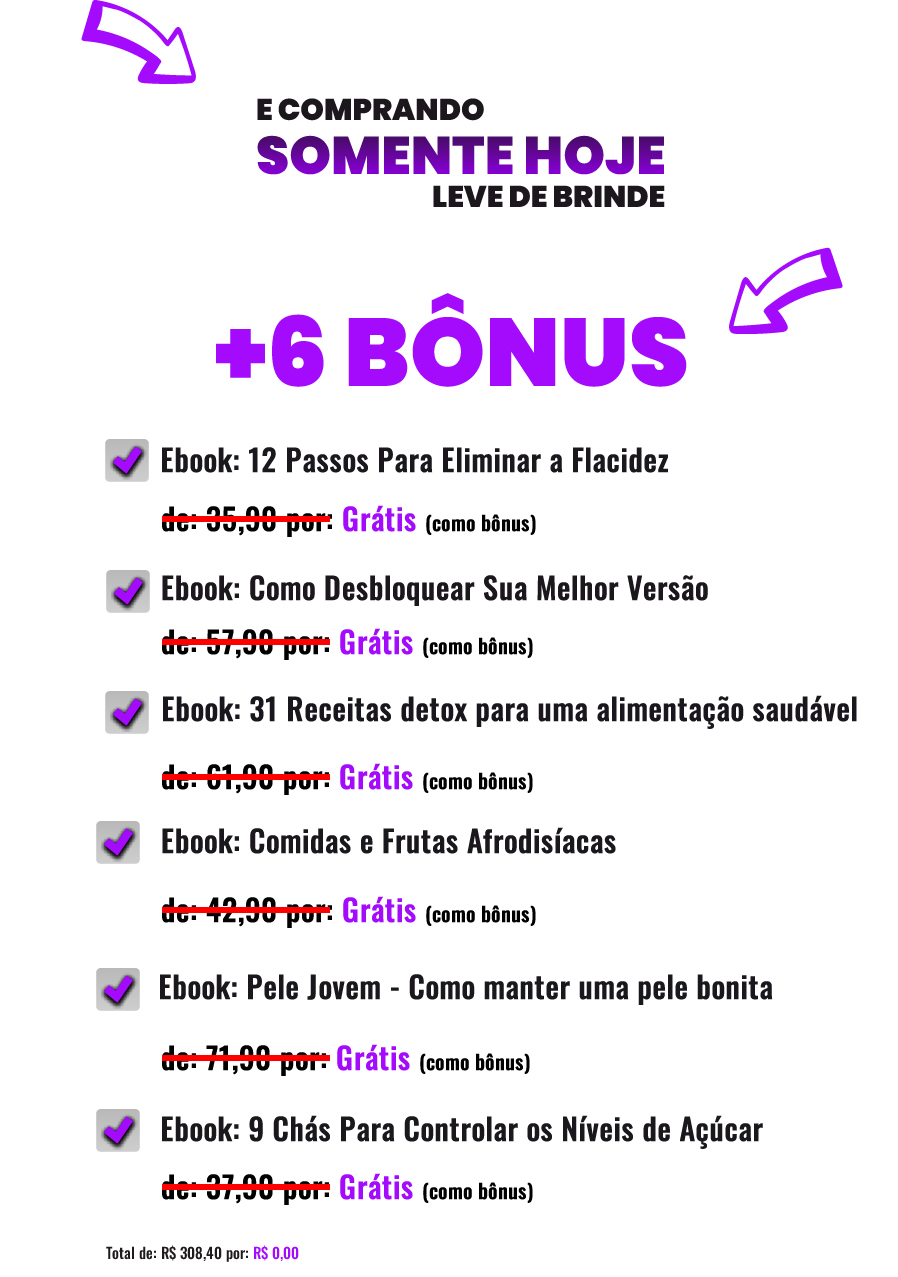 E COMPRANDO
SOMENTE HOJE
LEVE DE BRINDE
+6 BÔNUS
Ebook: 12 Passos Para Eliminar a Flacidez
de: 35,90 por: Grátis (como bônus)
Ebook: Como Desbloquear Sua Melhor Versão
de: 57,90 por: Grátis (como bônus)
Ebook: 31 Receitas detox para uma alimentação saudável
de: 61,90 por: Grátis (como bônus)
Ebook: Comidas e Frutas Afrodisíacas
de: 42,90 por: Grátis (como bônus)
Ebook: Pele Jovem - Como manter uma pele bonita
de: 71,90 por: Grátis (como bônus)
Ebook: 9 Chás Para Controlar os Níveis de Açúcar
de: 37,90 por: Grátis (como bônus)
Total de: R$ 308,40 por: R$ 0,00